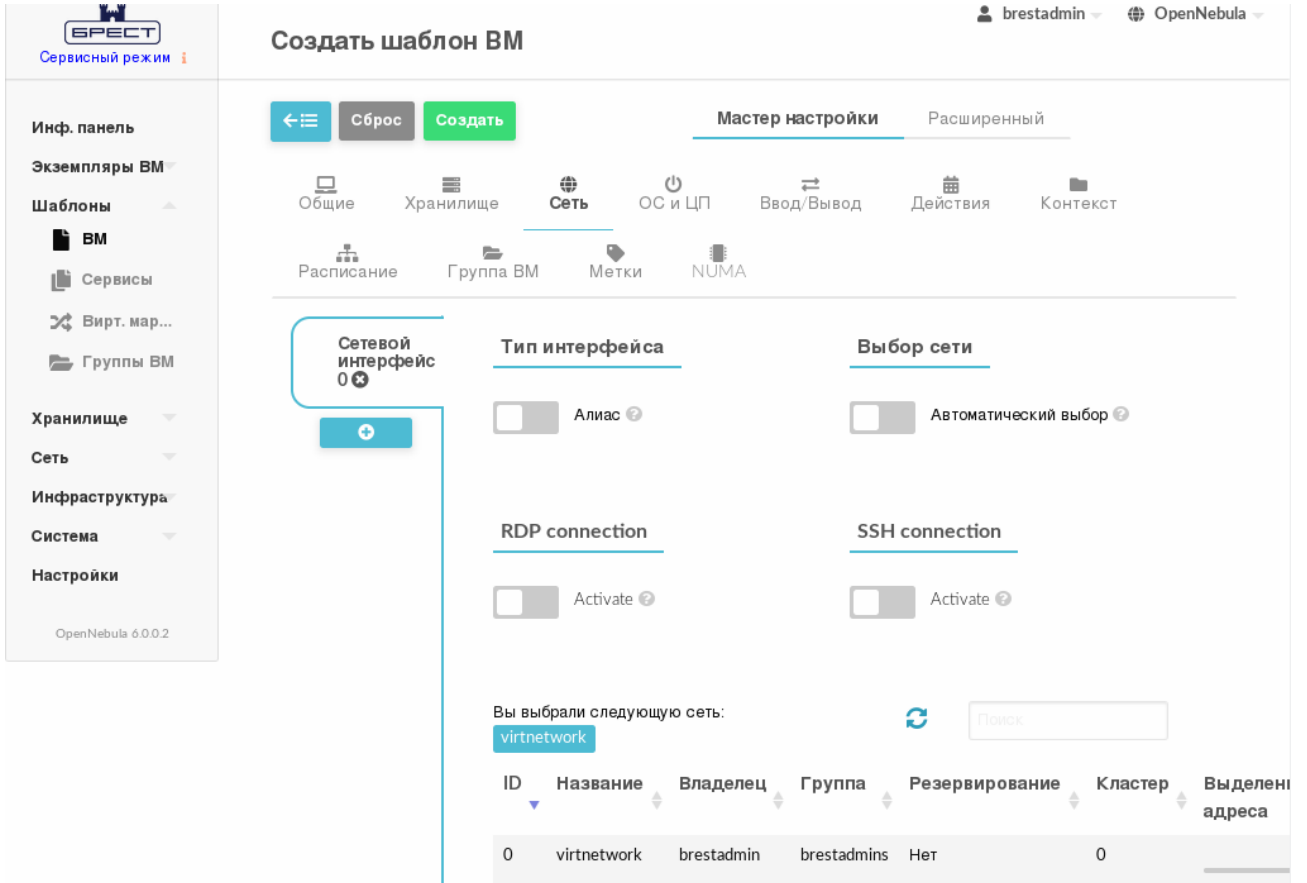 brestadmin OpenNebula
БРЕСТ
Сервисный режим i
Создать шаблон ВМ
Инф. панель
Экземпляры ВМ
Шаблоны
ВМ
Сервисы
Вирт. мар...
Группы ВМ
Хранилище
Сеть
Инфраструктура
Система
Настройки
OpenNebula 6.0.0.2
Сброс Создать
Мастер настройки Расширенный
Общие Хранилище Сеть ОС и ЦП Ввод/Вывод Действия Контекст
Расписание Группа ВМ Метки NUMA
Сетевой
интерфейс
0
Тип интерфейса Выбор сети
Алиас Автоматический выбор
RDP connection SSH connection
Activate Activate
Вы выбрали следующую сеть:
virtnetwork
Поиск
ID Название Владелец Группа Резервирование Кластер
адреса
0 virtnetwork brestadmin brestadmins Нет 0